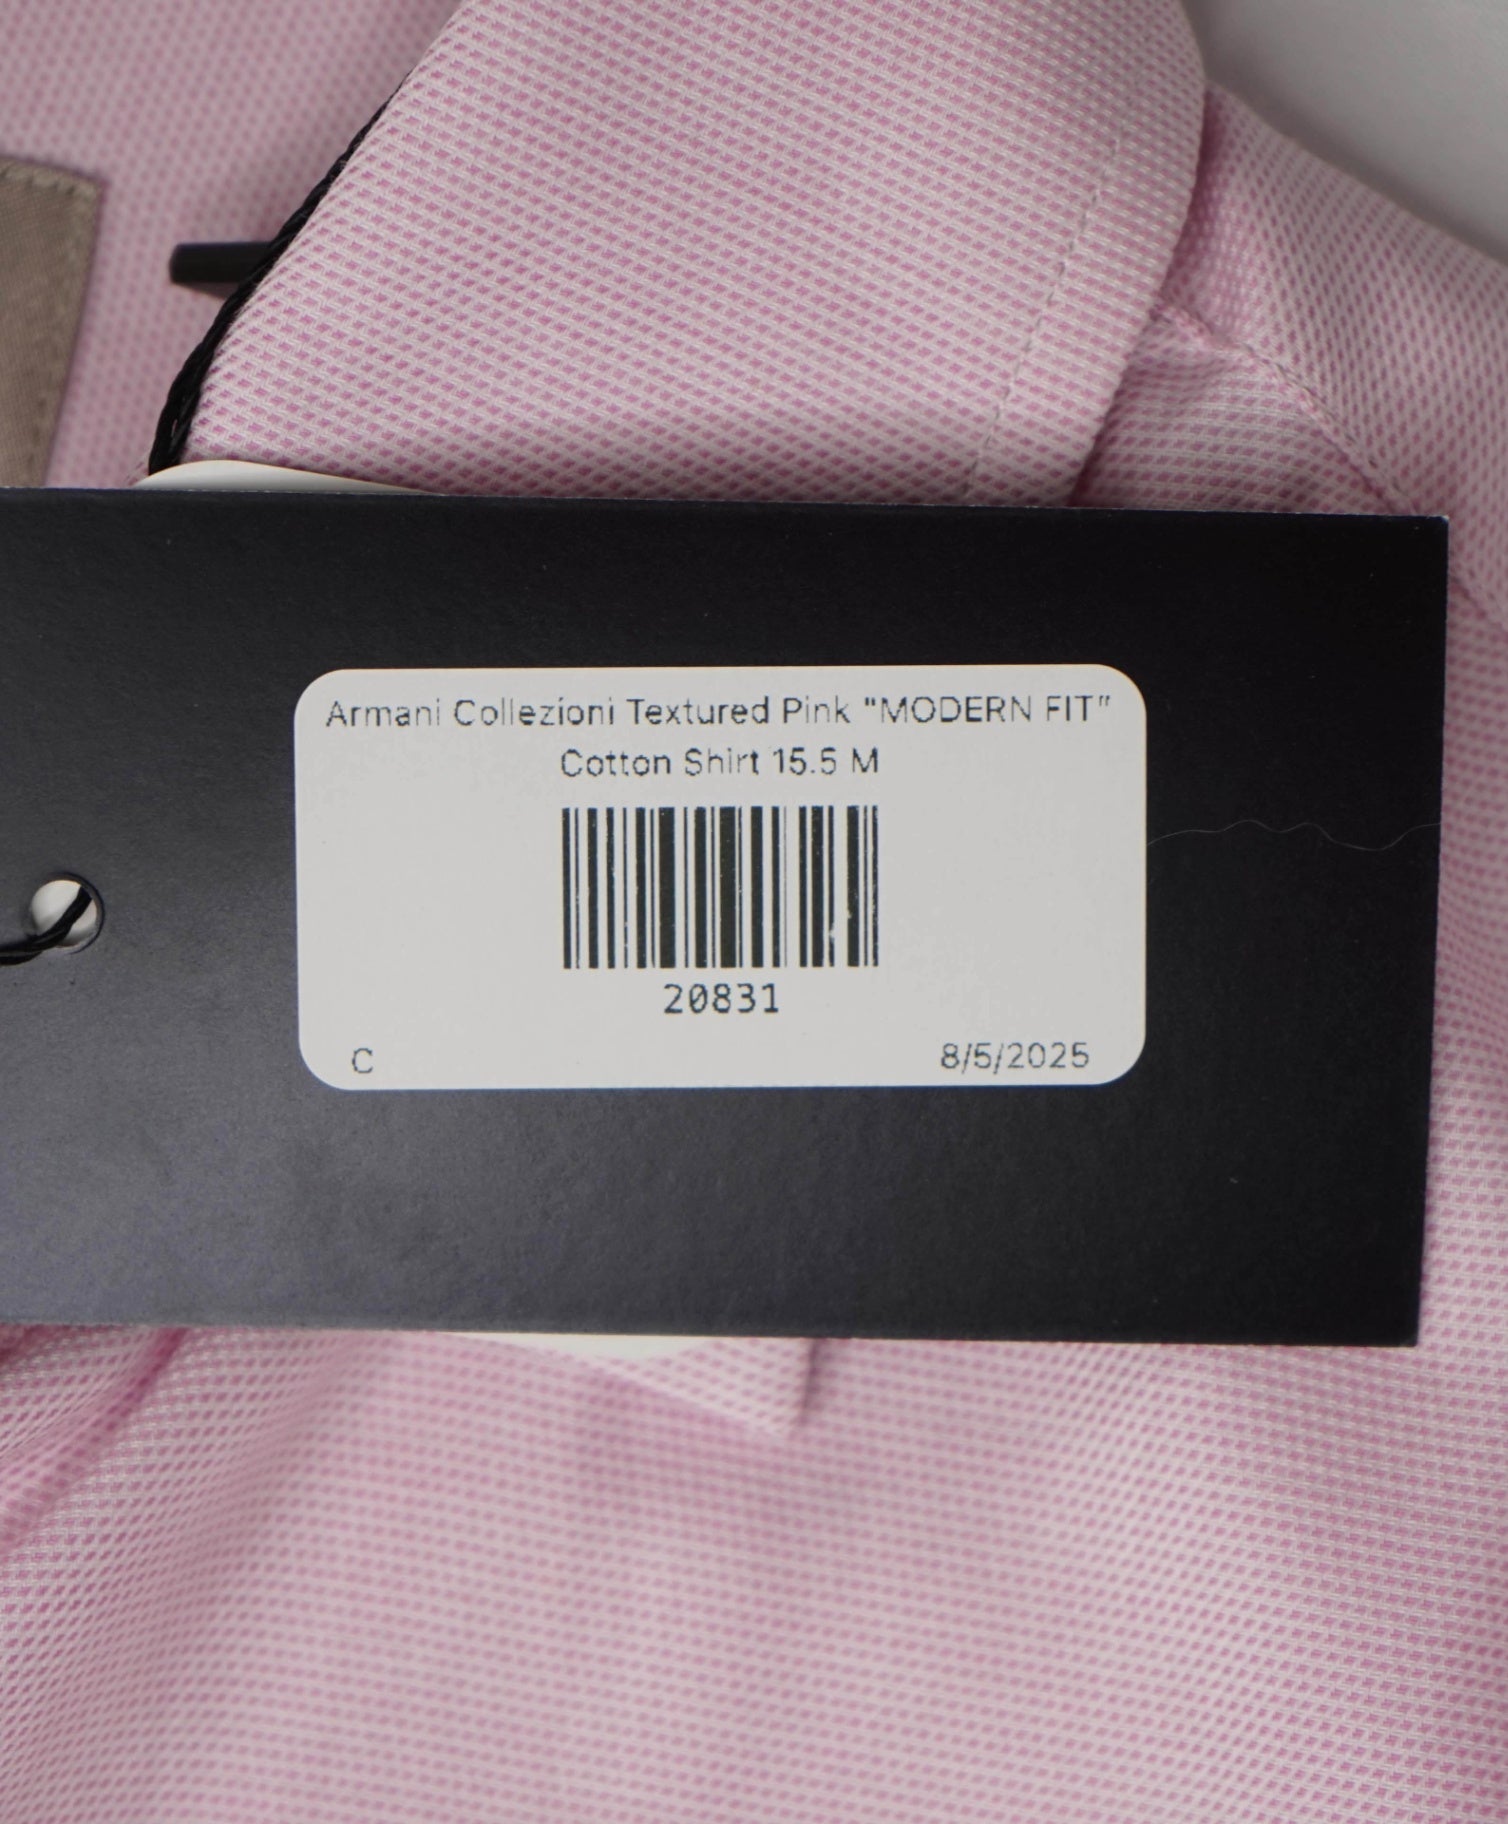 Armani Collezioni Textured Pink "MODERN FIT"
Cotton Shirt 15.5 M
20831
C
8/5/2025